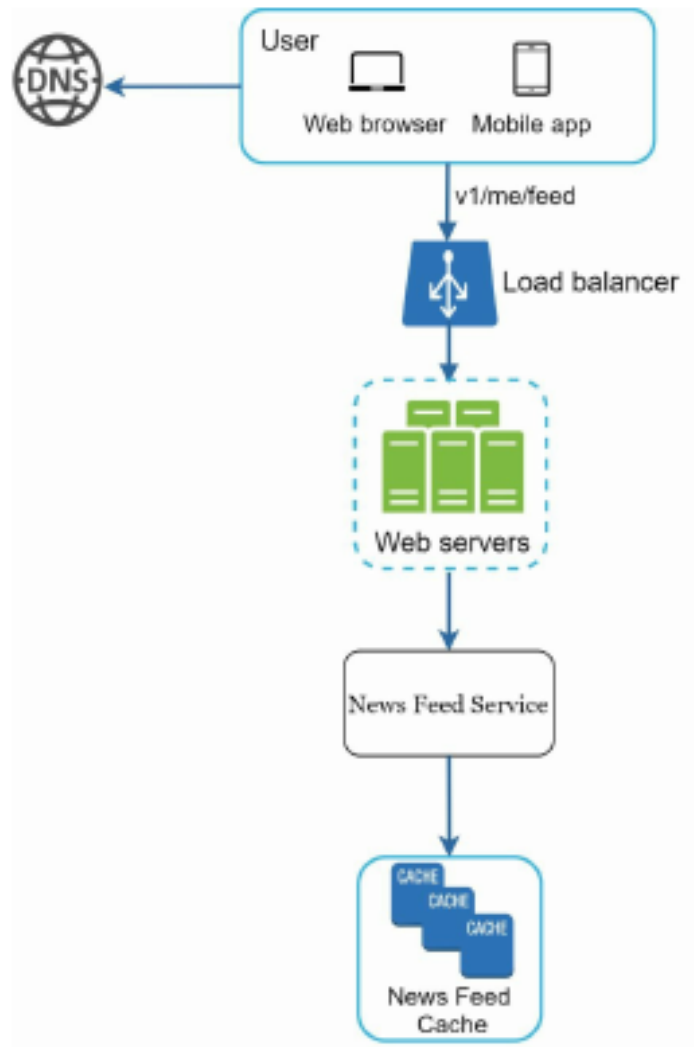 User
DNS
Web browser
Mobile app
v1/me/feed
Load balancer
Web servers
News Feed Service
CACHE
CACHE
CACHE
News Feed
Cache